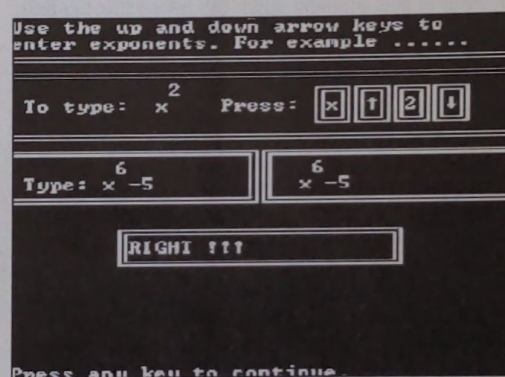 Use the up and down arrow keys to
enter exponents. For example ......
To type: x 2 Press: x ↑ 2 ↓
Type: x 6 -5 x 6 -5
RIGHT !!!
Press any key to continue.